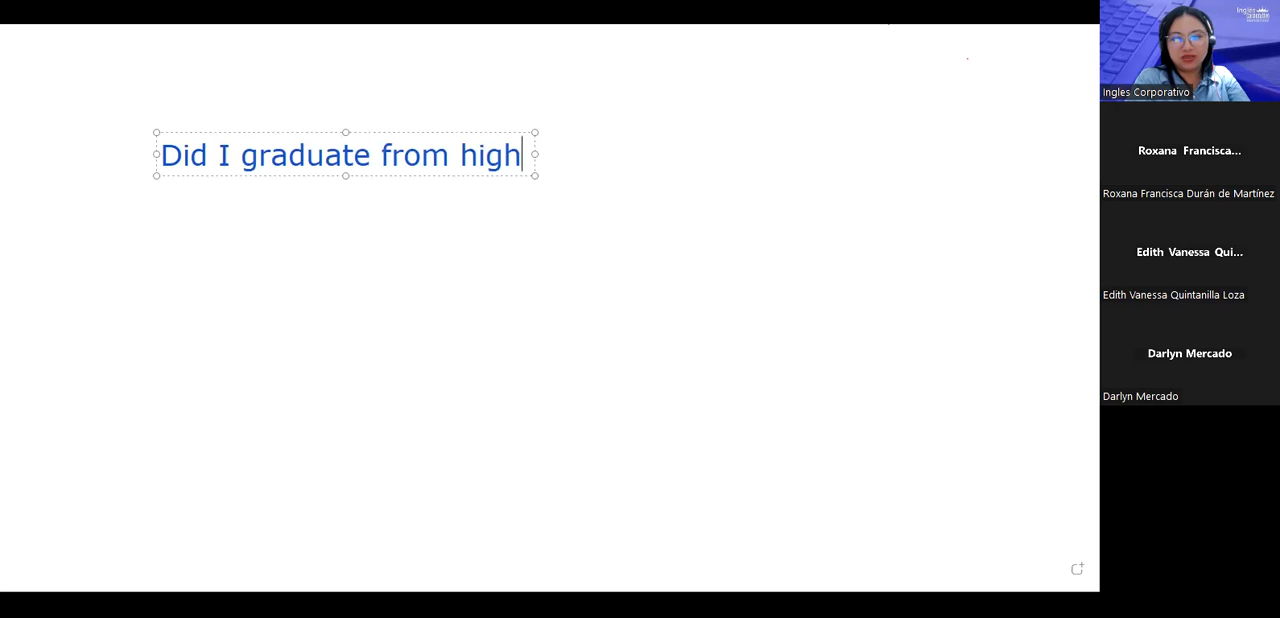 Did I graduate from high
Ingles
Ingles Corporativo
Roxana Francisca...
Roxana Francisca Durán de Martínez
Edith Vanessa Qui...
Edith Vanessa Quintanilla Loza
Darlyn Mercado
Darlyn Mercado